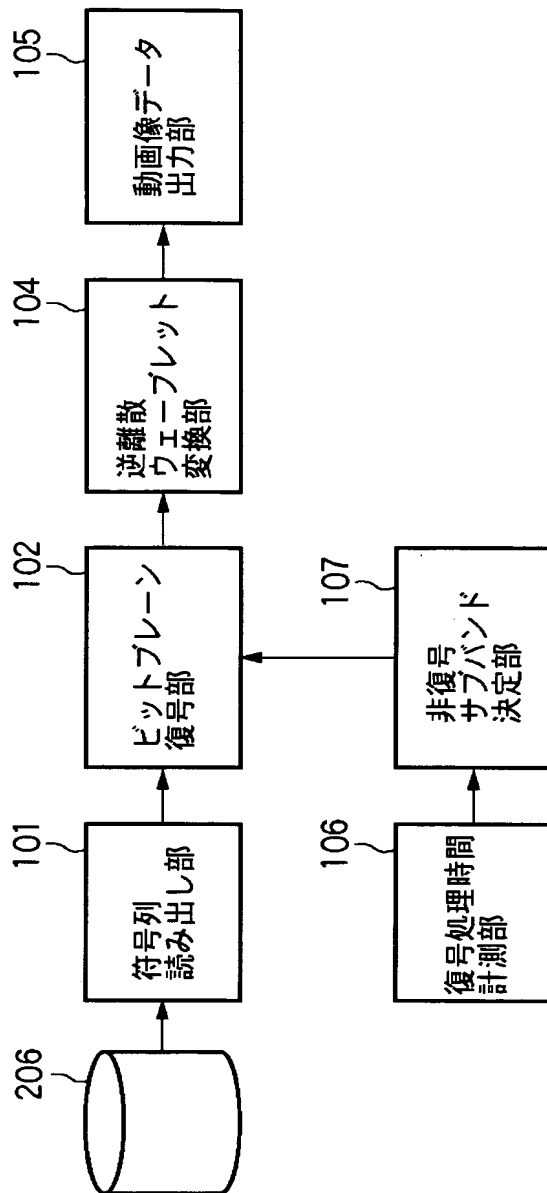 206
101
符号列
読み出し部
102
ビットプレーン
復号部
104
逆離散
ウェーブレット
変換部
105
動画像データ
出力部
106
復号処理時間
計測部
107
非復号
サブバンド
決定部